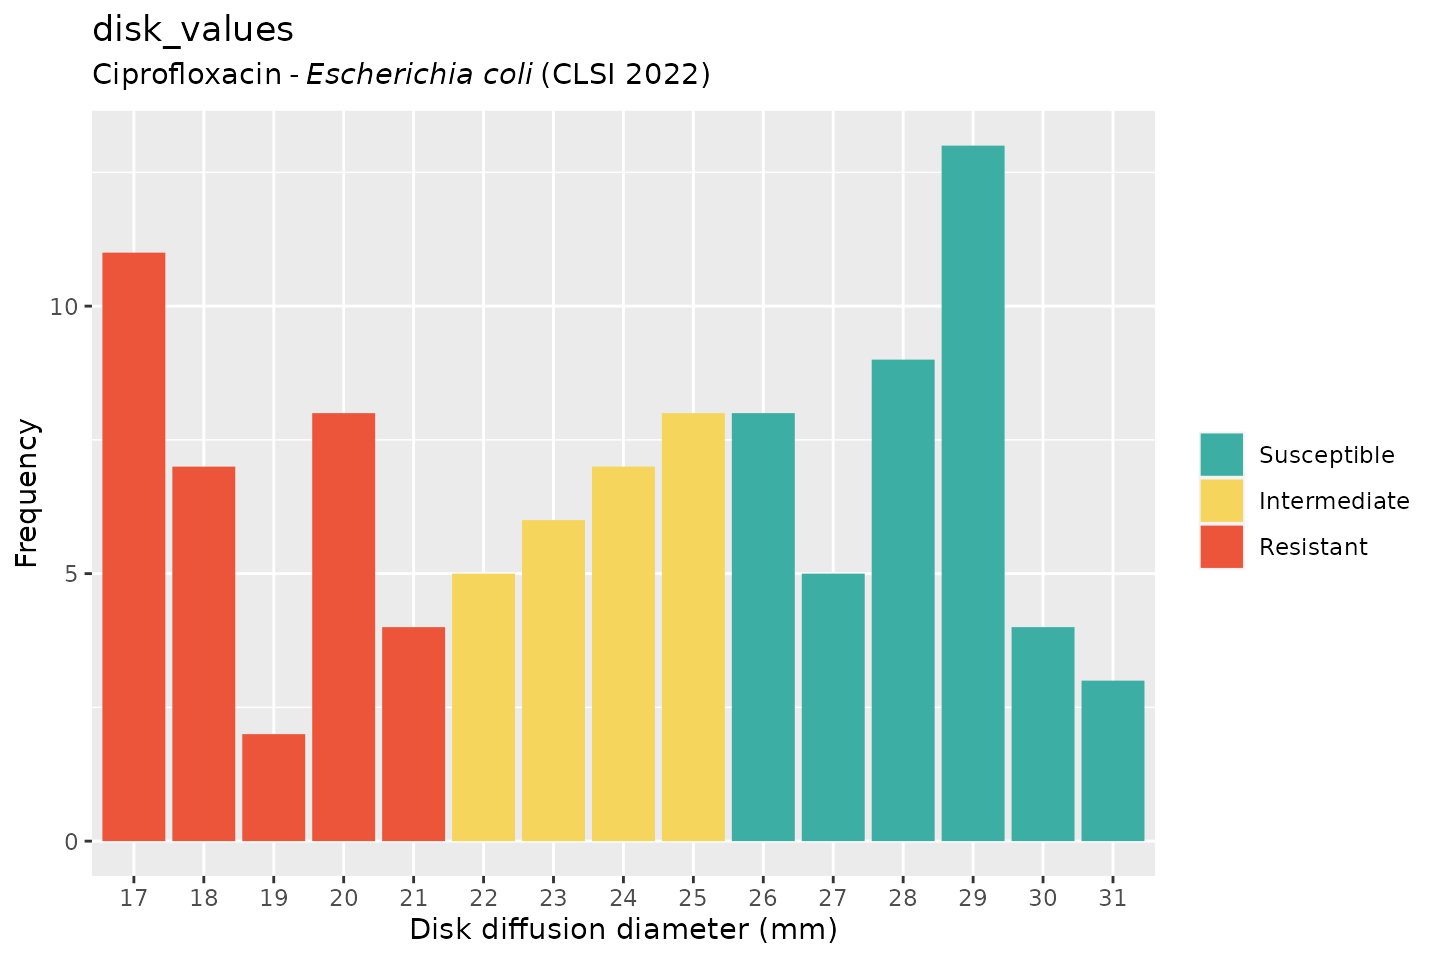 disk_values
Ciprofloxacin - Escherichia coli (CLSI 2022)
Frequency
10
5
0
17 18 19 20 21 22 23 24 25 26 27 28 29 30 31
Disk diffusion diameter (mm)
Susceptible
Intermediate
Resistant